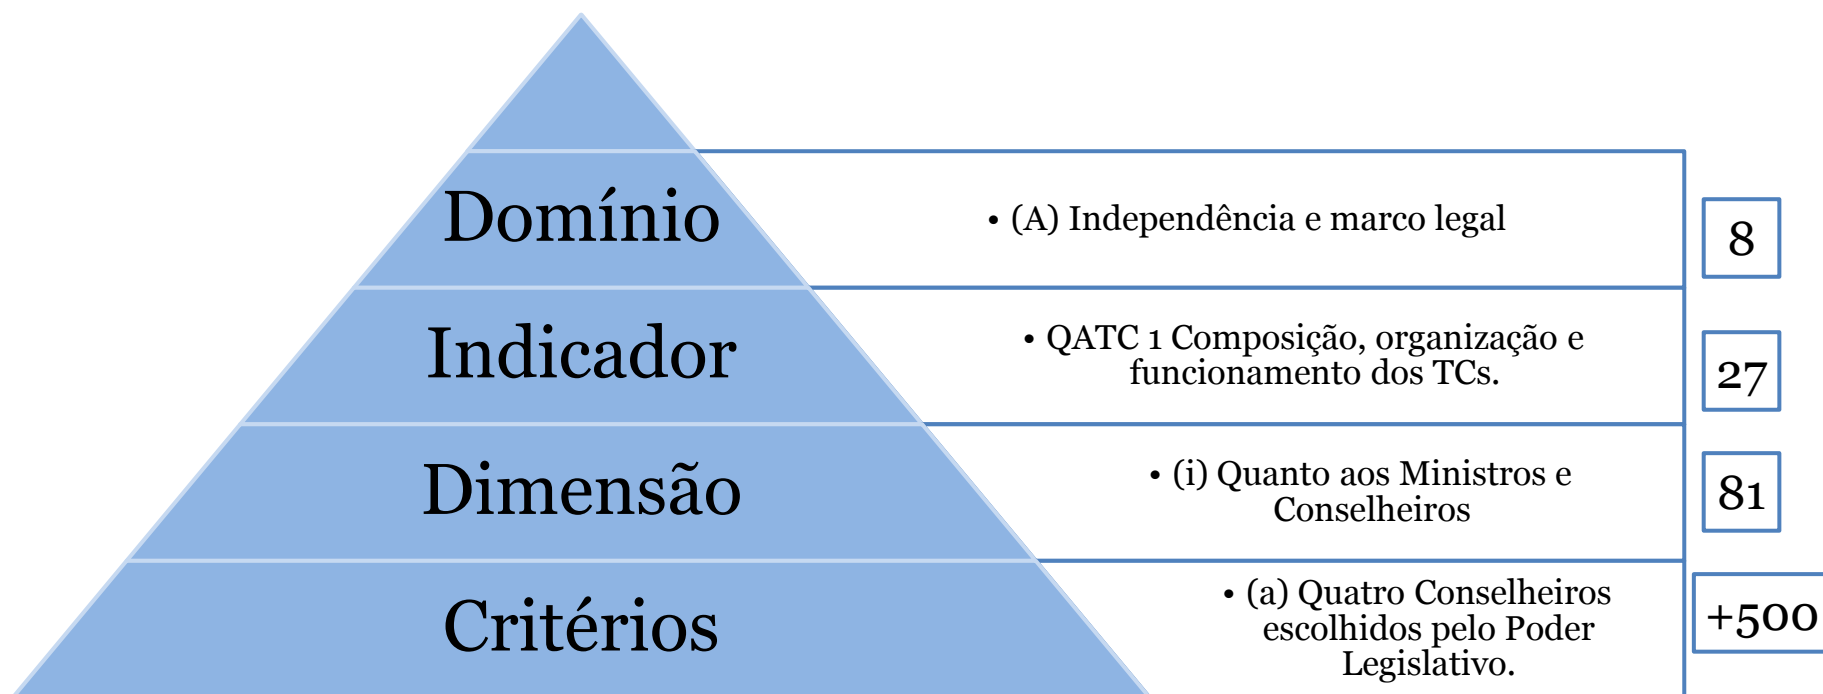 Domínio
• (A) Independência e marco legal
8
Indicador
• QATC 1 Composição, organização e
funcionamento dos TCs.
27
Dimensão
• (i) Quanto aos Ministros e
Conselheiros
81
Critérios
• (a) Quatro Conselheiros
escolhidos pelo Poder
Legislativo.
+500